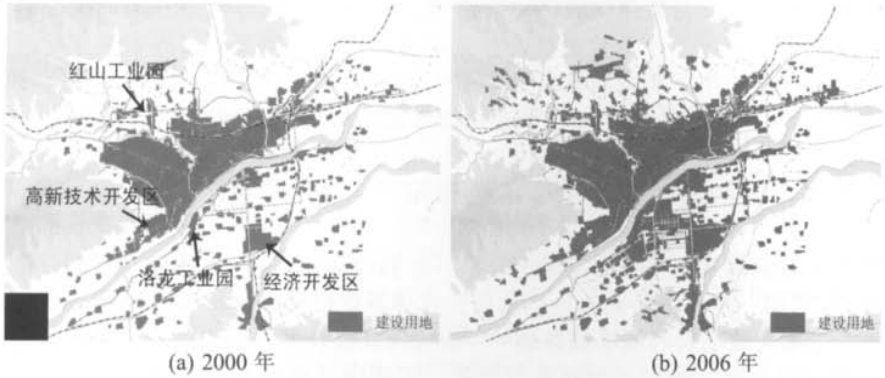 红山工业园
高新技术开发区
洛龙工业园
经济开发区
建设用地
建设用地
(a) 2000 年
(b) 2006 年